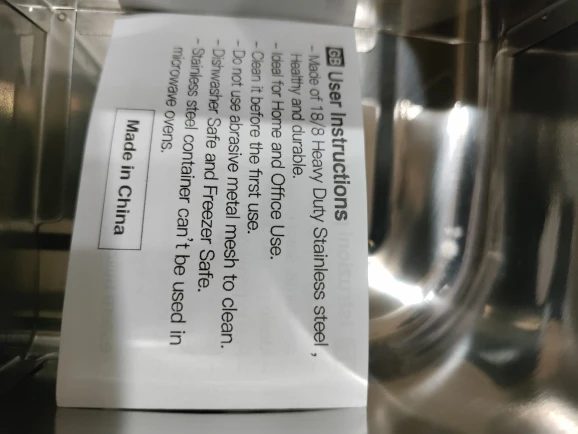 GB User Instructions
- Made of 18/8 Heavy Duty Stainless steel ,
Healthy and durable.
- Ideal for Home and Office Use.
- Clean it before the first use.
- Do not use abrasive metal mesh to clean.
- Dishwasher Safe and Freezer Safe.
- Stainless steel container can't be used in
microwave ovens.
Made in China